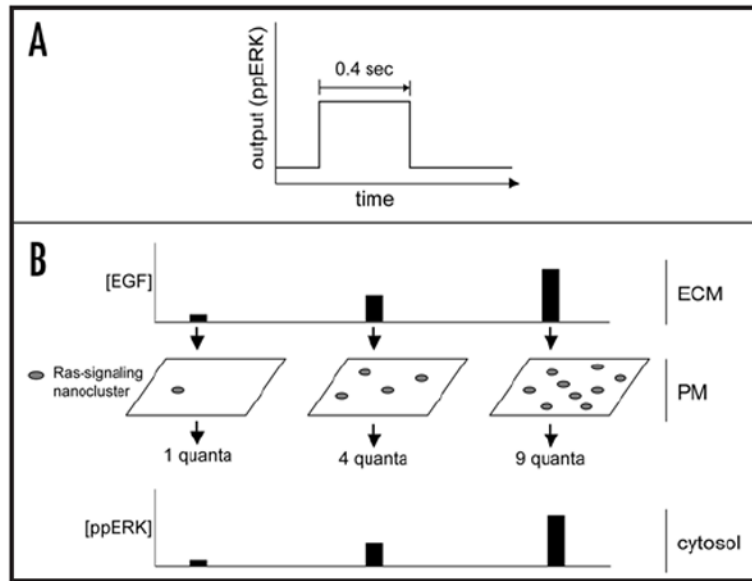 A
output (ppERK)
0.4 sec
time
B
[EGF]
ECM
Ras-signaling
nanocluster
PM
1 quanta
4 quanta
9 quanta
[ppERK]
cytosol